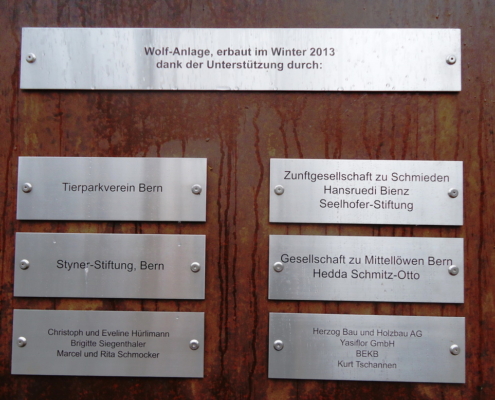 Wolf-Anlage, erbaut im Winter 2013
dank der Unterstützung durch:
Tierparkverein Bern
Zunftgesellschaft zu Schmieden
Hansruedi Bienz
Seelhofer-Stiftung
Styner-Stiftung, Bern
Gesellschaft zu Mittellöwen Bern
Hedda Schmitz-Otto
Christoph und Eveline Hürlimann
Brigitte Siegenthaler
Marcel und Rita Schmocker
Herzog Bau und Holzbau AG
Yasiflor GmbH
BEKB
Kurt Tschannen